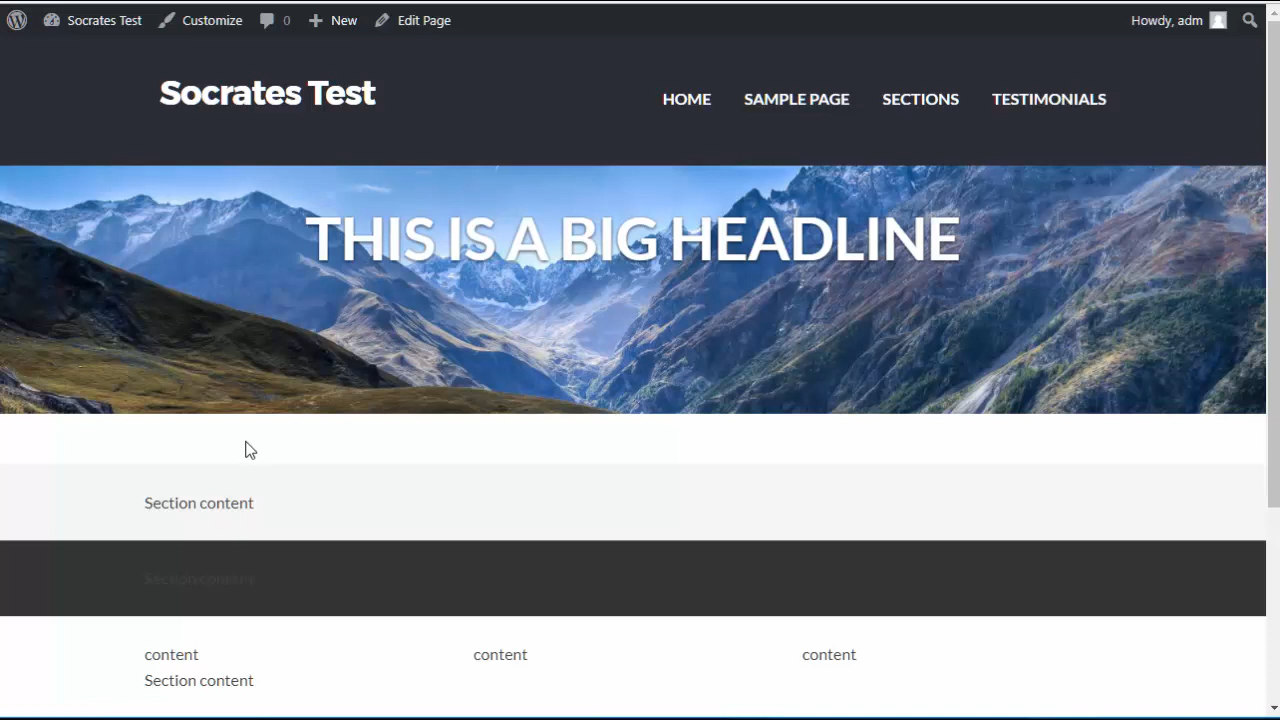 Socrates Test Customize 0 New Edit Page Howdy, adm
Socrates Test
HOME SAMPLE PAGE SECTIONS TESTIMONIALS
THIS IS A BIG HEADLINE
Section content
Section content
content content content
Section content